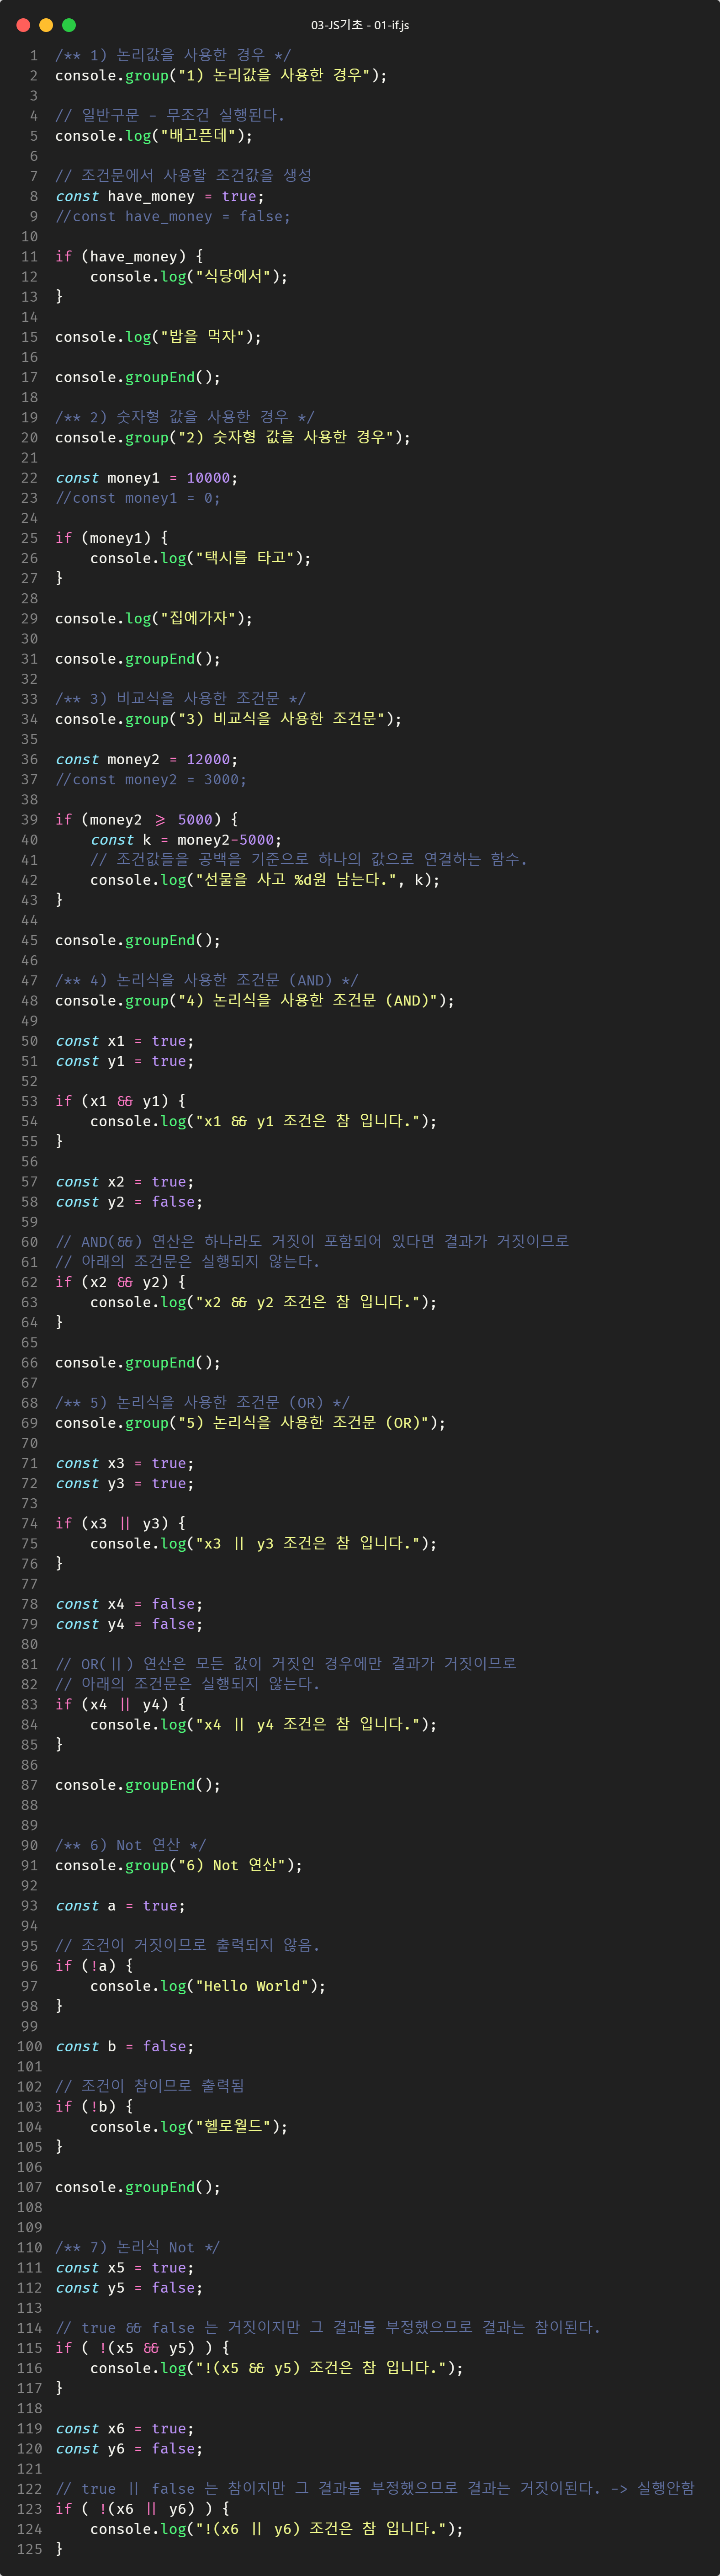 03-JS기초 - 01-if.js
1 /** 1) 논리값을 사용한 경우 */
2 console.group("1) 논리값을 사용한 경우");
3
4 // 일반구문 - 무조건 실행된다.
5 console.log("배고픈데");
6
7 // 조건문에서 사용할 조건값을 생성
8 const have_money = true;
9 //const have_money = false;
10
11 if (have_money) {
12     console.log("식당에서");
13 }
14
15 console.log("밥을 먹자");
16
17 console.groupEnd();
18
19 /** 2) 숫자형 값을 사용한 경우 */
20 console.group("2) 숫자형 값을 사용한 경우");
21
22 const money1 = 10000;
23 //const money1 = 0;
24
25 if (money1) {
26     console.log("택시를 타고");
27 }
28
29 console.log("집에가자");
30
31 console.groupEnd();
32
33 /** 3) 비교식을 사용한 조건문 */
34 console.group("3) 비교식을 사용한 조건문");
35
36 const money2 = 12000;
37 //const money2 = 3000;
38
39 if (money2 >= 5000) {
40     const k = money2-5000;
41     // 조건값들을 공백을 기준으로 하나의 값으로 연결하는 함수.
42     console.log("선물을 사고 %d원 남는다.", k);
43 }
44
45 console.groupEnd();
46
47 /** 4) 논리식을 사용한 조건문 (AND) */
48 console.group("4) 논리식을 사용한 조건문 (AND)");
49
50 const x1 = true;
51 const y1 = true;
52
53 if (x1 && y1) {
54     console.log("x1 && y1 조건은 참 입니다.");
55 }
56
57 const x2 = true;
58 const y2 = false;
59
60 // AND(&&) 연산은 하나라도 거짓이 포함되어 있다면 결과가 거짓이므로
61 // 아래의 조건문은 실행되지 않는다.
62 if (x2 && y2) {
63     console.log("x2 && y2 조건은 참 입니다.");
64 }
65
66 console.groupEnd();
67
68 /** 5) 논리식을 사용한 조건문 (OR) */
69 console.group("5) 논리식을 사용한 조건문 (OR)");
70
71 const x3 = true;
72 const y3 = true;
73
74 if (x3 || y3) {
75     console.log("x3 || y3 조건은 참 입니다.");
76 }
77
78 const x4 = false;
79 const y4 = false;
80
81 // OR(||) 연산은 모든 값이 거짓인 경우에만 결과가 거짓이므로
82 // 아래의 조건문은 실행되지 않는다.
83 if (x4 || y4) {
84     console.log("x4 || y4 조건은 참 입니다.");
85 }
86
87 console.groupEnd();
88
89
90 /** 6) Not 연산 */
91 console.group("6) Not 연산");
92
93 const a = true;
94
95 // 조건이 거짓이므로 출력되지 않음.
96 if (!a) {
97     console.log("Hello World");
98 }
99
100 const b = false;
101
102 // 조건이 참이므로 출력됨
103 if (!b) {
104     console.log("헬로월드");
105 }
106
107 console.groupEnd();
108
109
110 /** 7) 논리식 Not */
111 const x5 = true;
112 const y5 = false;
113
114 // true && false 는 거짓이지만 그 결과를 부정했으므로 결과는 참이된다.
115 if ( !(x5 && y5) ) {
116     console.log("!(x5 && y5) 조건은 참 입니다.");
117 }
118
119 const x6 = true;
120 const y6 = false;
121
122 // true || false 는 참이지만 그 결과를 부정했으므로 결과는 거짓이된다. -> 실행안함
123 if ( !(x6 || y6) ) {
124     console.log("!(x6 || y6) 조건은 참 입니다.");
125 }